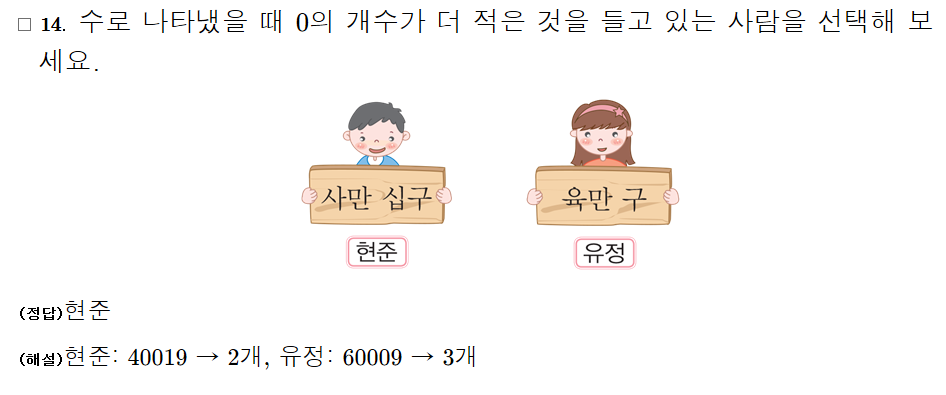 □ 14. 수로 나타냈을 때 0의 개수가 더 적은 것을 들고 있는 사람을 선택해 보
세요.
사만 십구
육만 구
현준
유정
(정답)현준
(해설)현준: 40019 → 2개, 유정: 60009 → 3개